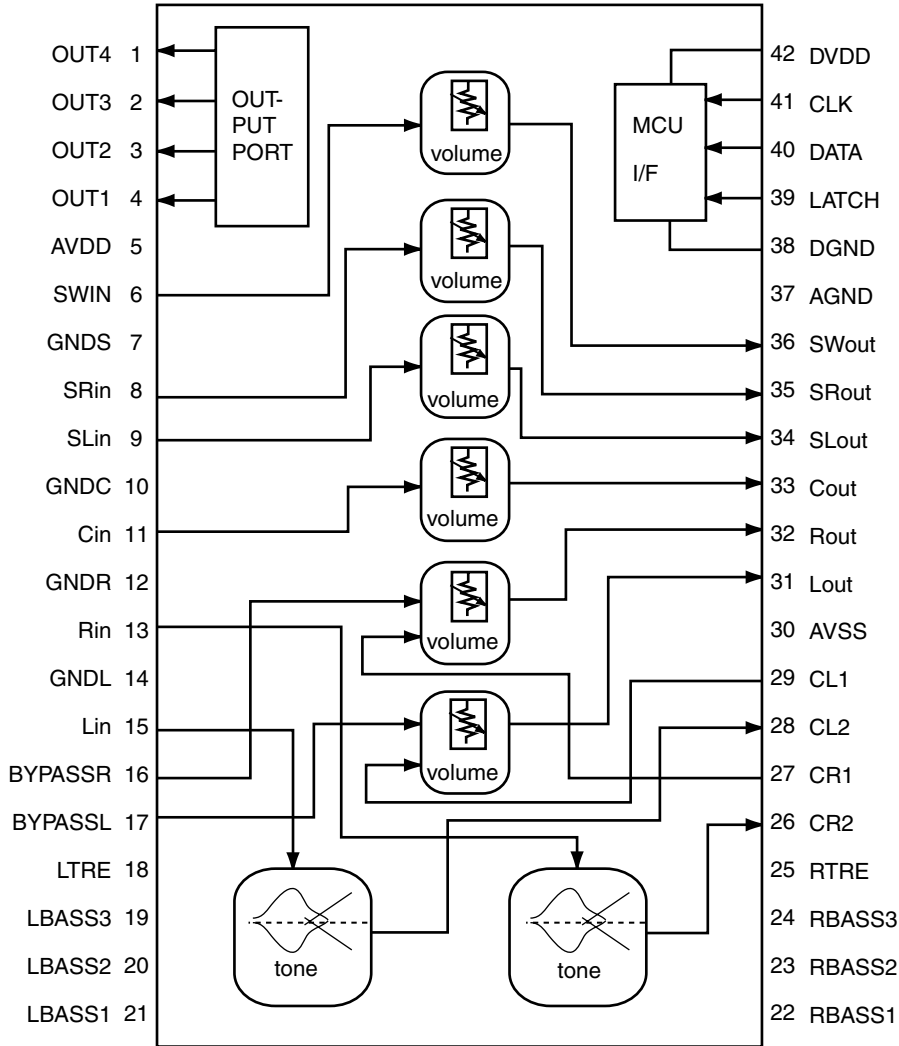 OUT4 1
OUT3 2
OUT2 3
OUT1 4
AVDD 5
SWIN 6
GNDS 7
SRin 8
SLin 9
GNDC 10
Cin 11
GNDR 12
Rin 13
GNDL 14
Lin 15
BYPASSR 16
BYPASSL 17
LTRE 18
LBASS3 19
LBASS2 20
LBASS1 21
OUT-
PUT
PORT
volume
volume
volume
volume
volume
volume
tone
tone
MCU
I/F
42 DVDD
41 CLK
40 DATA
39 LATCH
38 DGND
37 AGND
36 SWout
35 SRout
34 SLout
33 Cout
32 Rout
31 Lout
30 AVSS
29 CL1
28 CL2
27 CR1
26 CR2
25 RTRE
24 RBASS3
23 RBASS2
22 RBASS1